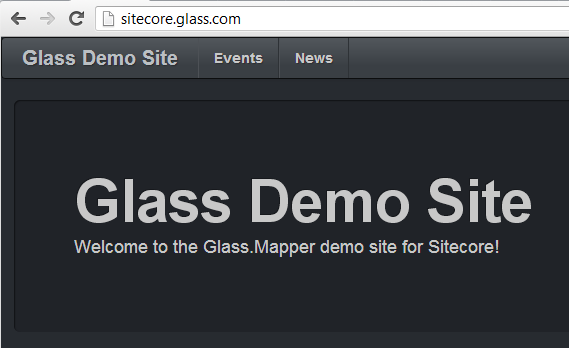 sitecore.glass.com
Glass Demo Site Events News
Glass Demo Site
Welcome to the Glass.Mapper demo site for Sitecore!